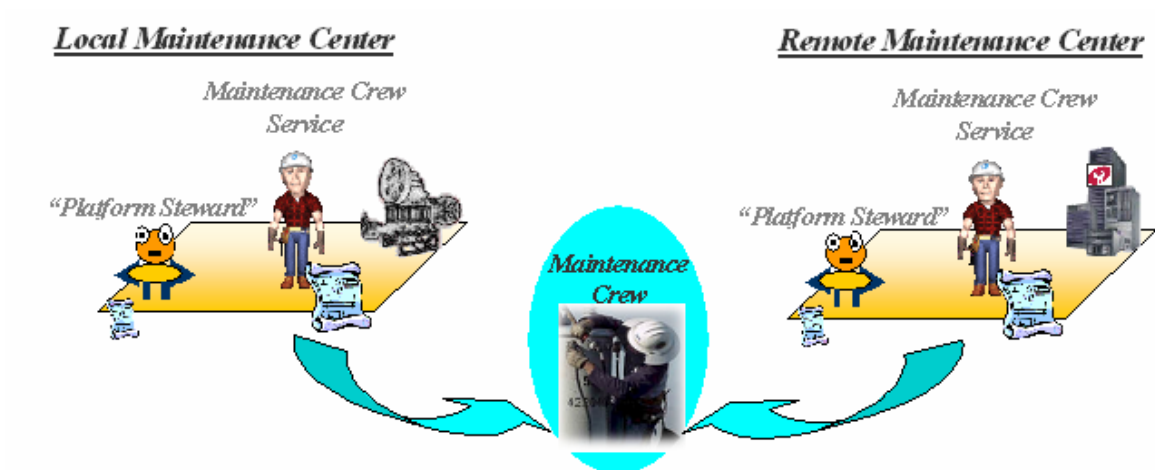 Local Maintenance Center
Remote Maintenance Center
Maintenance Crew
Service
Maintenance Crew
Service
“Platform Steward”
“Platform Steward”
Maintenance
Crew